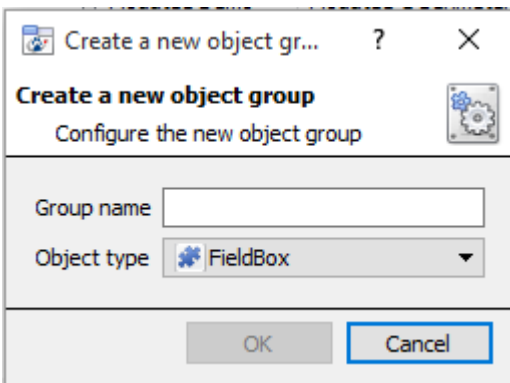 Create a new object gr... ?
Create a new object group
Configure the new object group
Group name
Object type FieldBox
OK Cancel